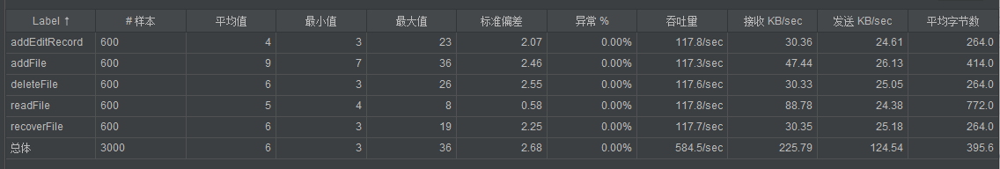 Label ↑ # 样本 平均值 最小值 最大值 标准偏差 异常 % 吞吐量 接收 KB/sec 发送 KB/sec 平均字节数
addEditRecord 600 4 3 23 2.07 0.00% 117.8/sec 30.36 24.61 264.0
addFile 600 9 7 36 2.46 0.00% 117.3/sec 47.44 26.13 414.0
deleteFile 600 6 3 26 2.55 0.00% 117.6/sec 30.33 25.05 264.0
readFile 600 5 4 8 0.58 0.00% 117.8/sec 88.78 24.38 772.0
recoverFile 600 6 3 19 2.25 0.00% 117.7/sec 30.35 25.18 264.0
总体 3000 6 3 36 2.68 0.00% 584.5/sec 225.79 124.54 395.6